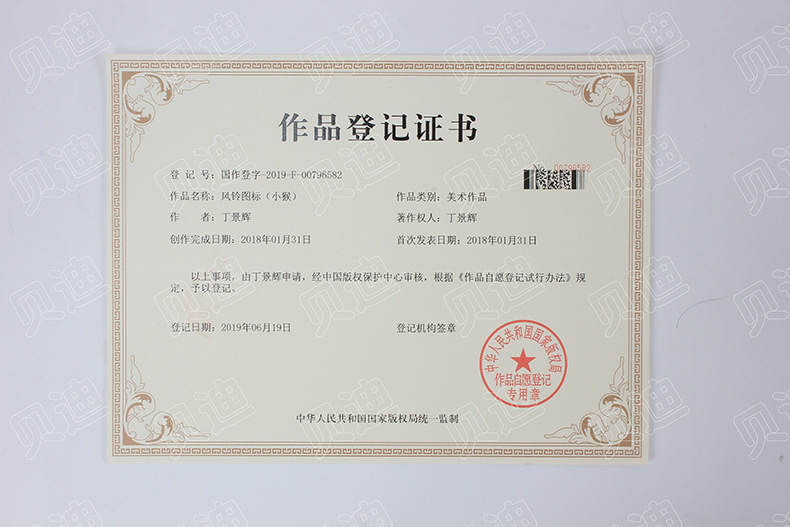 作品登记证书
登 记 号：国作登字-2019-F-00796582
No 00796582
作品名称：风铃图标（小猴）
作品类别：美术作品
作　　者：丁景辉
著作权人：丁景辉
创作完成日期：2018年01月31日
首次发表日期：2018年01月31日
以上事项，由丁景辉申请，经中国版权保护中心审核，根据《作品自愿登记试行办法》规
定，予以登记。
登记日期：2019年06月19日
登记机构签章
中华人民共和国国家版权局
作品自愿登记
专用章
中华人民共和国国家版权局统一监制
贝迪